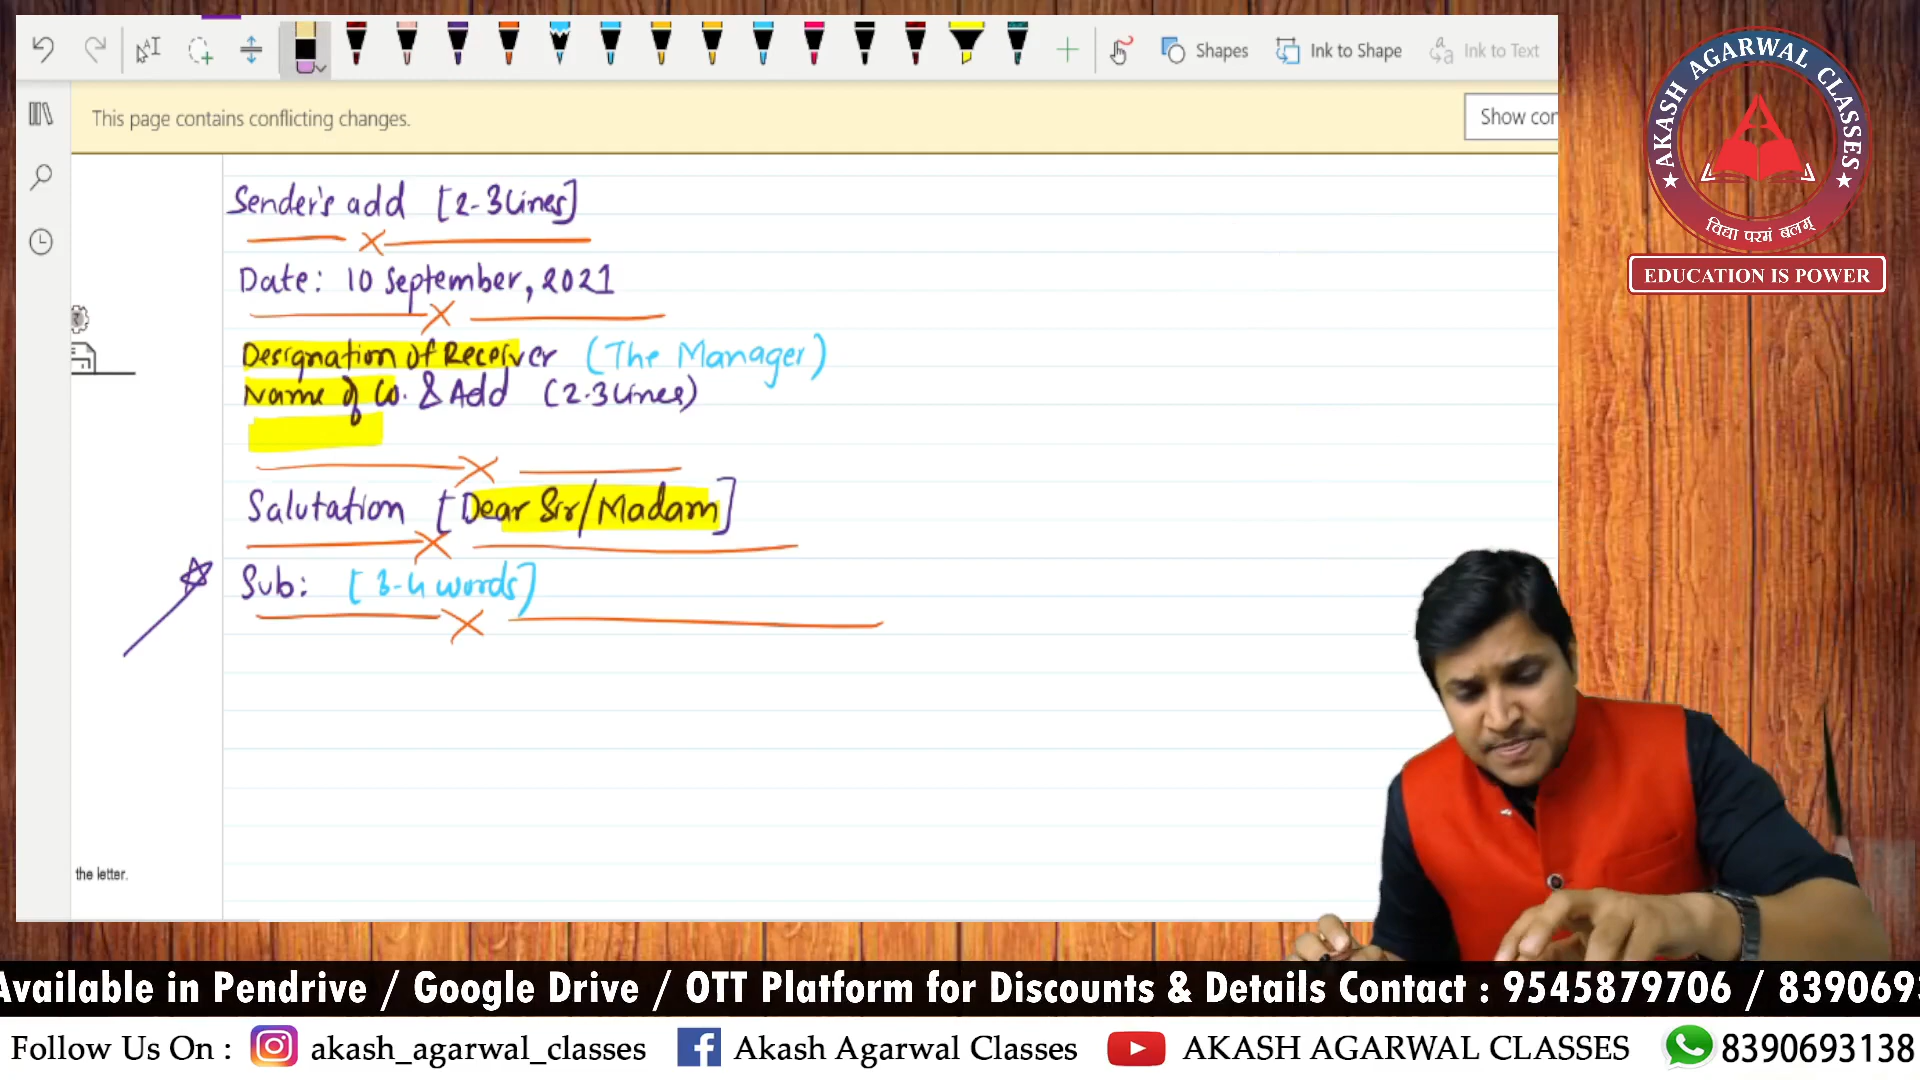 Shapes
Ink to Shape
Ink to Text
This page contains conflicting changes.
Show con
Sender's add [2-3 lines]
Date: 10 September, 2021
Designation of Receiver (The Manager)
Name of Co. & Add (2-3 lines)
Salutation [Dear Sir/Madam]
Sub: [3-4 words]
the letter.
AKASH AGARWAL CLASSES
विद्या परमं बलम्
EDUCATION IS POWER
Available in Pendrive / Google Drive / OTT Platform for Discounts & Details Contact : 9545879706 / 839069
Follow Us On : akash_agarwal_classes Akash Agarwal Classes AKASH AGARWAL CLASSES 8390693138